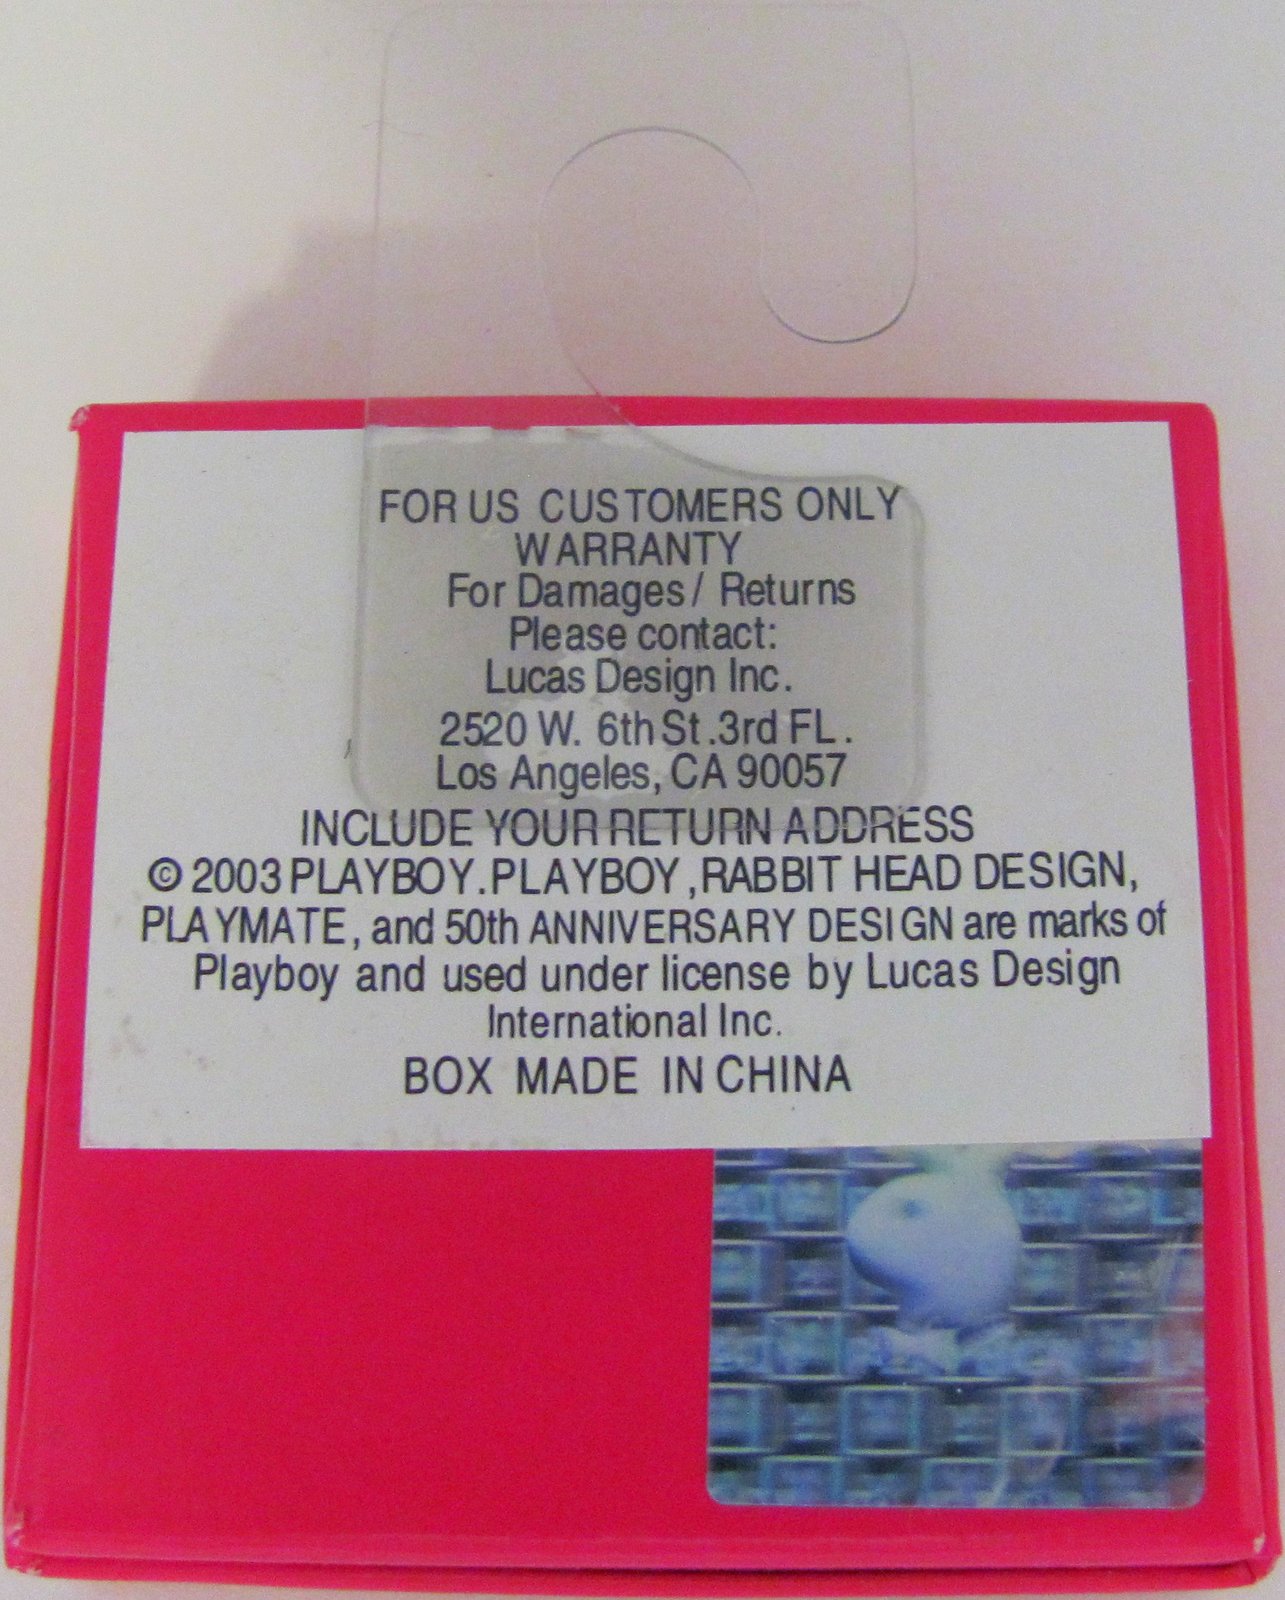 FOR US CUSTOMERS ONLY
WARRANTY
For Damages/ Returns
Please contact:
Lucas Design Inc.
2520 W. 6th St.3rd FL.
Los Angeles, CA 90057
INCLUDE YOUR RETURN ADDRESS
© 2003 PLAYBOY.PLAYBOY,RABBIT HEAD DESIGN,
PLAYMATE, and 50th ANNIVERSARY DESIGN are marks of
Playboy and used under license by Lucas Design
International Inc.
BOX MADE IN CHINA